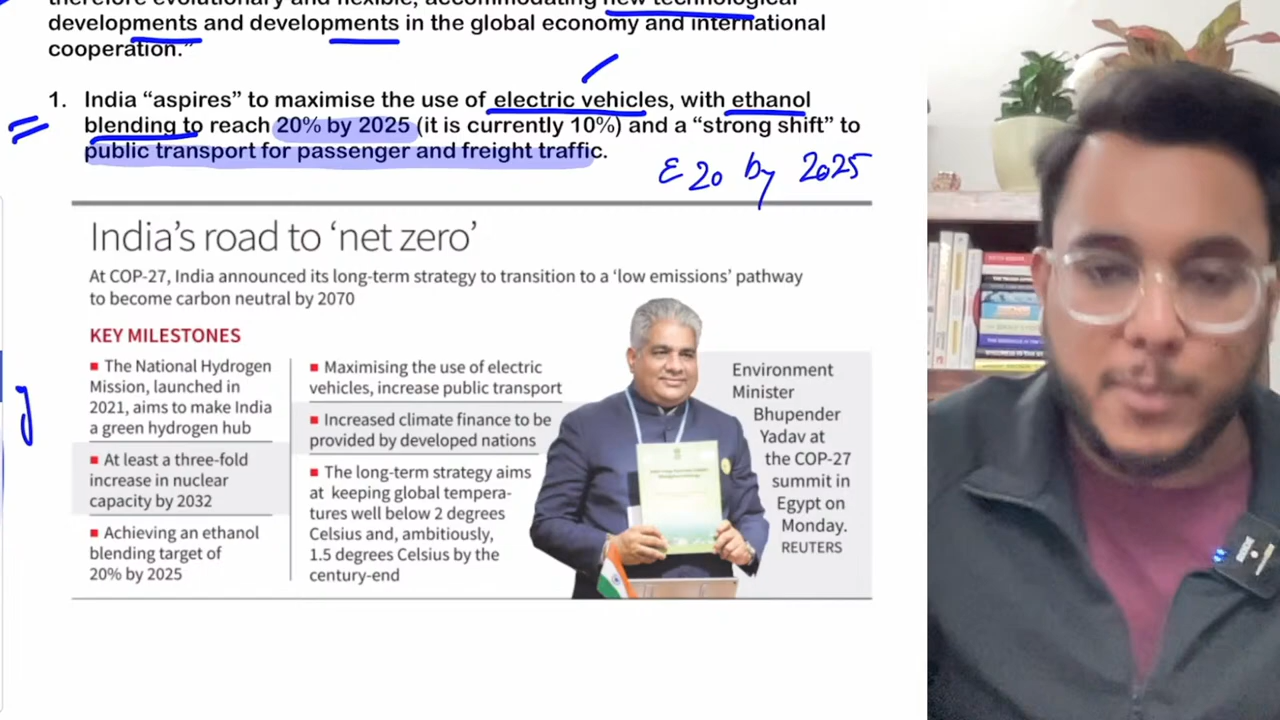 therefore evolutionary and flexible, accommodating new technological
developments and developments in the global economy and international
cooperation.”
1. India “aspires” to maximise the use of electric vehicles, with ethanol
blending to reach 20% by 2025 (it is currently 10%) and a “strong shift” to
public transport for passenger and freight traffic.
E20 by 2025
India’s road to ‘net zero’
At COP-27, India announced its long-term strategy to transition to a ‘low emissions’ pathway
to become carbon neutral by 2070
KEY MILESTONES
The National Hydrogen
Mission, launched in
2021, aims to make India
a green hydrogen hub
At least a three-fold
increase in nuclear
capacity by 2032
Achieving an ethanol
blending target of
20% by 2025
Maximising the use of electric
vehicles, increase public transport
Increased climate finance to be
provided by developed nations
The long-term strategy aims
at keeping global tempera-
tures well below 2 degrees
Celsius and, ambitiously,
1.5 degrees Celsius by the
century-end
Environment
Minister
Bhupender
Yadav at
the COP-27
summit in
Egypt on
Monday.
REUTERS